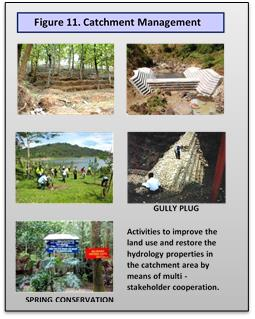 Figure 11. Catchment Management
GULLY PLUG
Activities to improve the
land use and restore the
hydrology properties in
the catchment area by
means of multi -
stakeholder cooperation.
SPRING CONSERVATION